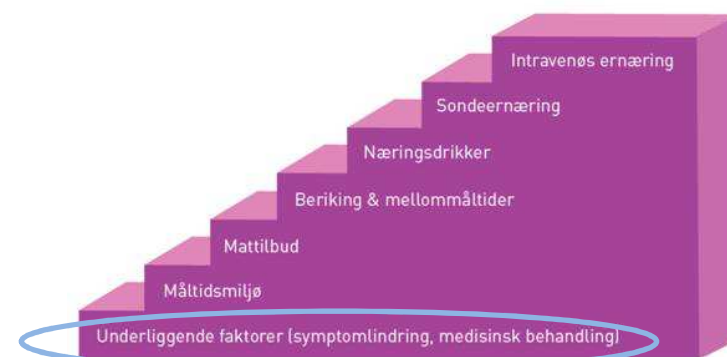 Intravenøs ernæring
Sondeernæring
Næringsdrikker
Beriking & mellommåltider
Mattilbud
Måltidsmiljø
Underliggende faktorer (symptomlindring, medisinsk behandling)